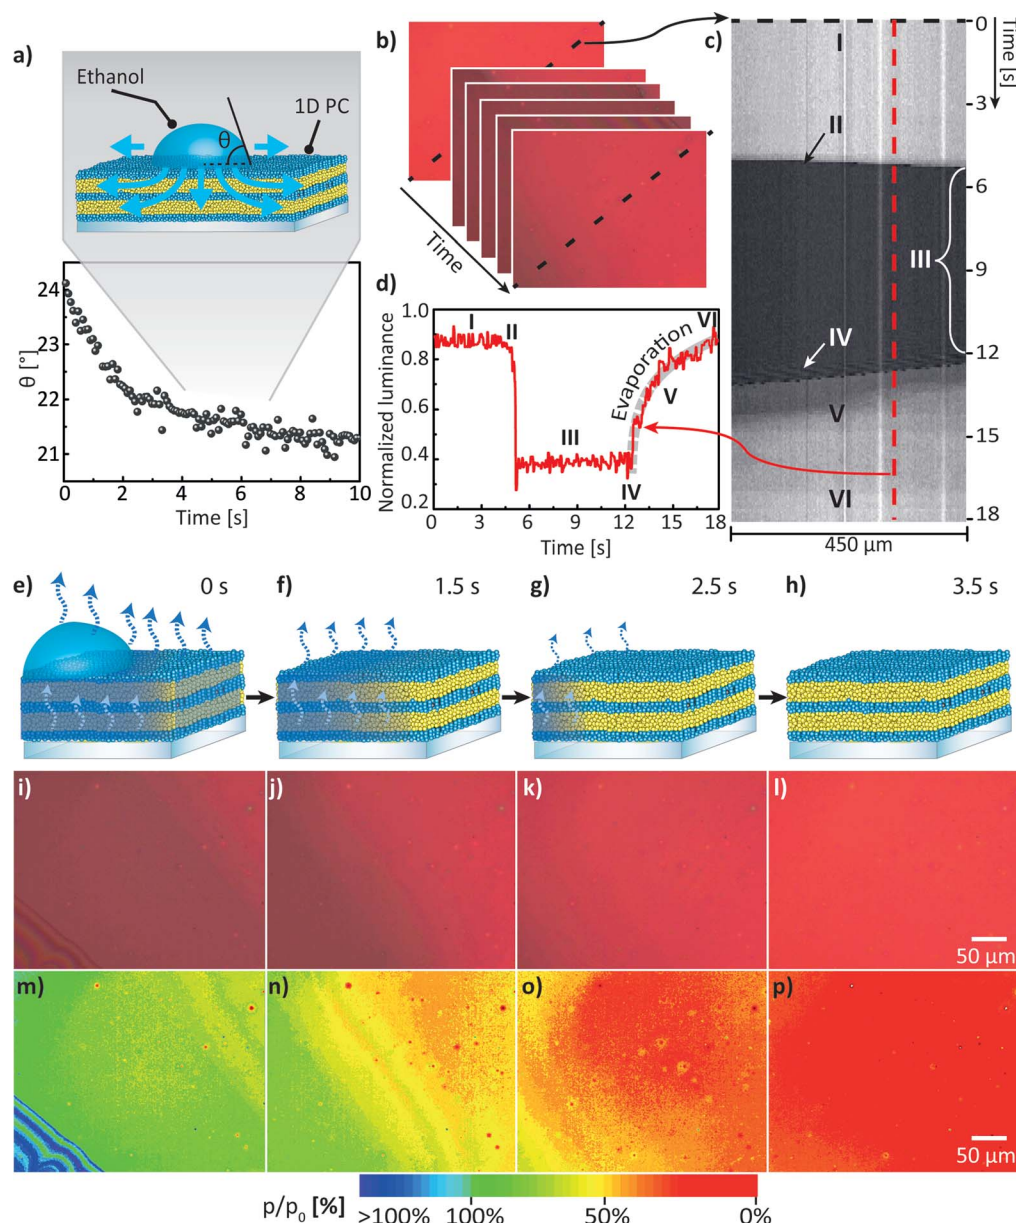 a)
Ethanol
1D PC
θ
24
23
22
21
θ [°]
0 2 4 6 8 10
Time [s]
b)
Time
c)
I
II
III
IV
V
VI
0
3
6
9
12
15
18
Time [s]
450 µm
d)
1.0
0.8
0.6
0.4
0.2
Normalized luminance
I II III IV V VI
Evaporation
0 3 6 9 12 15 18
Time [s]
e) 0 s
f) 1.5 s
g) 2.5 s
h) 3.5 s
i)
j)
k)
l)
50 µm
m)
n)
o)
p)
50 µm
p/p0 [%]
>100% 100% 50% 0%